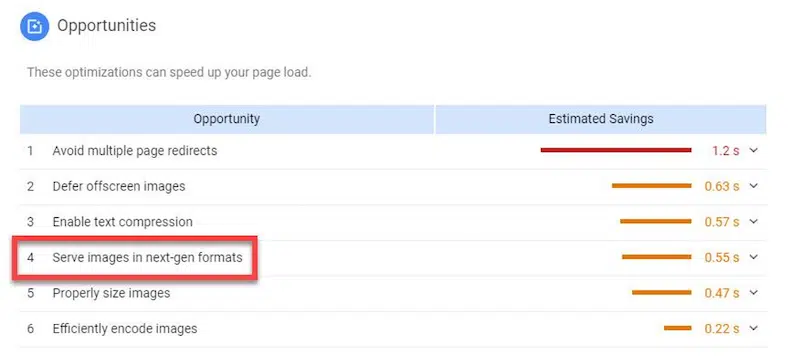 Opportunities
These optimizations can speed up your page load.
Opportunity Estimated Savings
1 Avoid multiple page redirects 1.2 s
2 Defer offscreen images 0.63 s
3 Enable text compression 0.57 s
4 Serve images in next-gen formats 0.55 s
5 Properly size images 0.47 s
6 Efficiently encode images 0.22 s